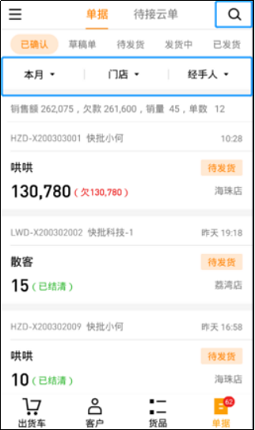 单据 待接云单
已确认 草稿单 待发货 发货中 已发货
本月 门店 经手人
销售额 262,075，欠款 261,600，销量 45，单数 12
HZD-X200303001 快批小何 10:28
哄哄 待发货
130,780 (欠130,780) 海珠店
LWD-X200302002 快批科技-1 昨天 19:18
散客 待发货
15 (已结清) 荔湾店
HZD-X200302009 快批小何 昨天 16:58
哄哄 待发货
10 (已结清) 海珠店
62
出货车 客户 货品 单据